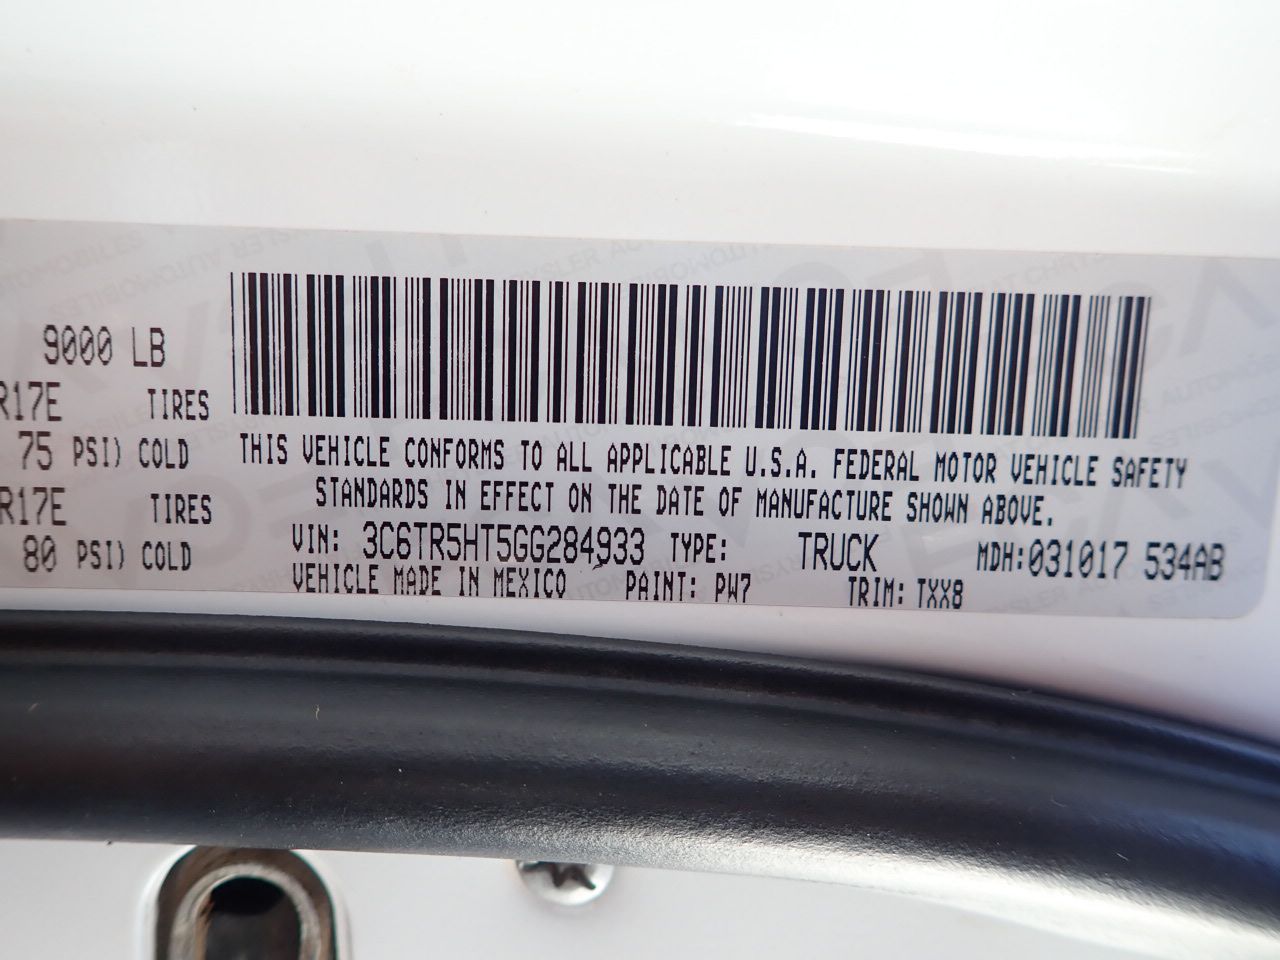 9000 LB
R17E TIRES
75 PSI) COLD
R17E TIRES
80 PSI) COLD
THIS VEHICLE CONFORMS TO ALL APPLICABLE U.S.A. FEDERAL MOTOR VEHICLE SAFETY
STANDARDS IN EFFECT ON THE DATE OF MANUFACTURE SHOWN ABOVE.
VIN: 3C6TR5HT5GG284933 TYPE: TRUCK MDH:031017 534AB
VEHICLE MADE IN MEXICO PAINT: PW7 TRIM: TXX8